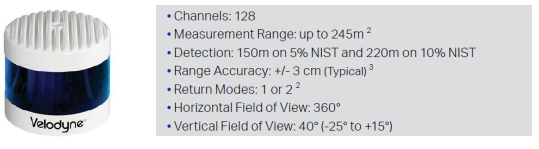 Velodyne
• Channels: 128
• Measurement Range: up to 245m ²
• Detection: 150m on 5% NIST and 220m on 10% NIST
• Range Accuracy: +/- 3 cm (Typical) ³
• Return Modes: 1 or 2 ²
• Horizontal Field of View: 360°
• Vertical Field of View: 40° (-25° to +15°)